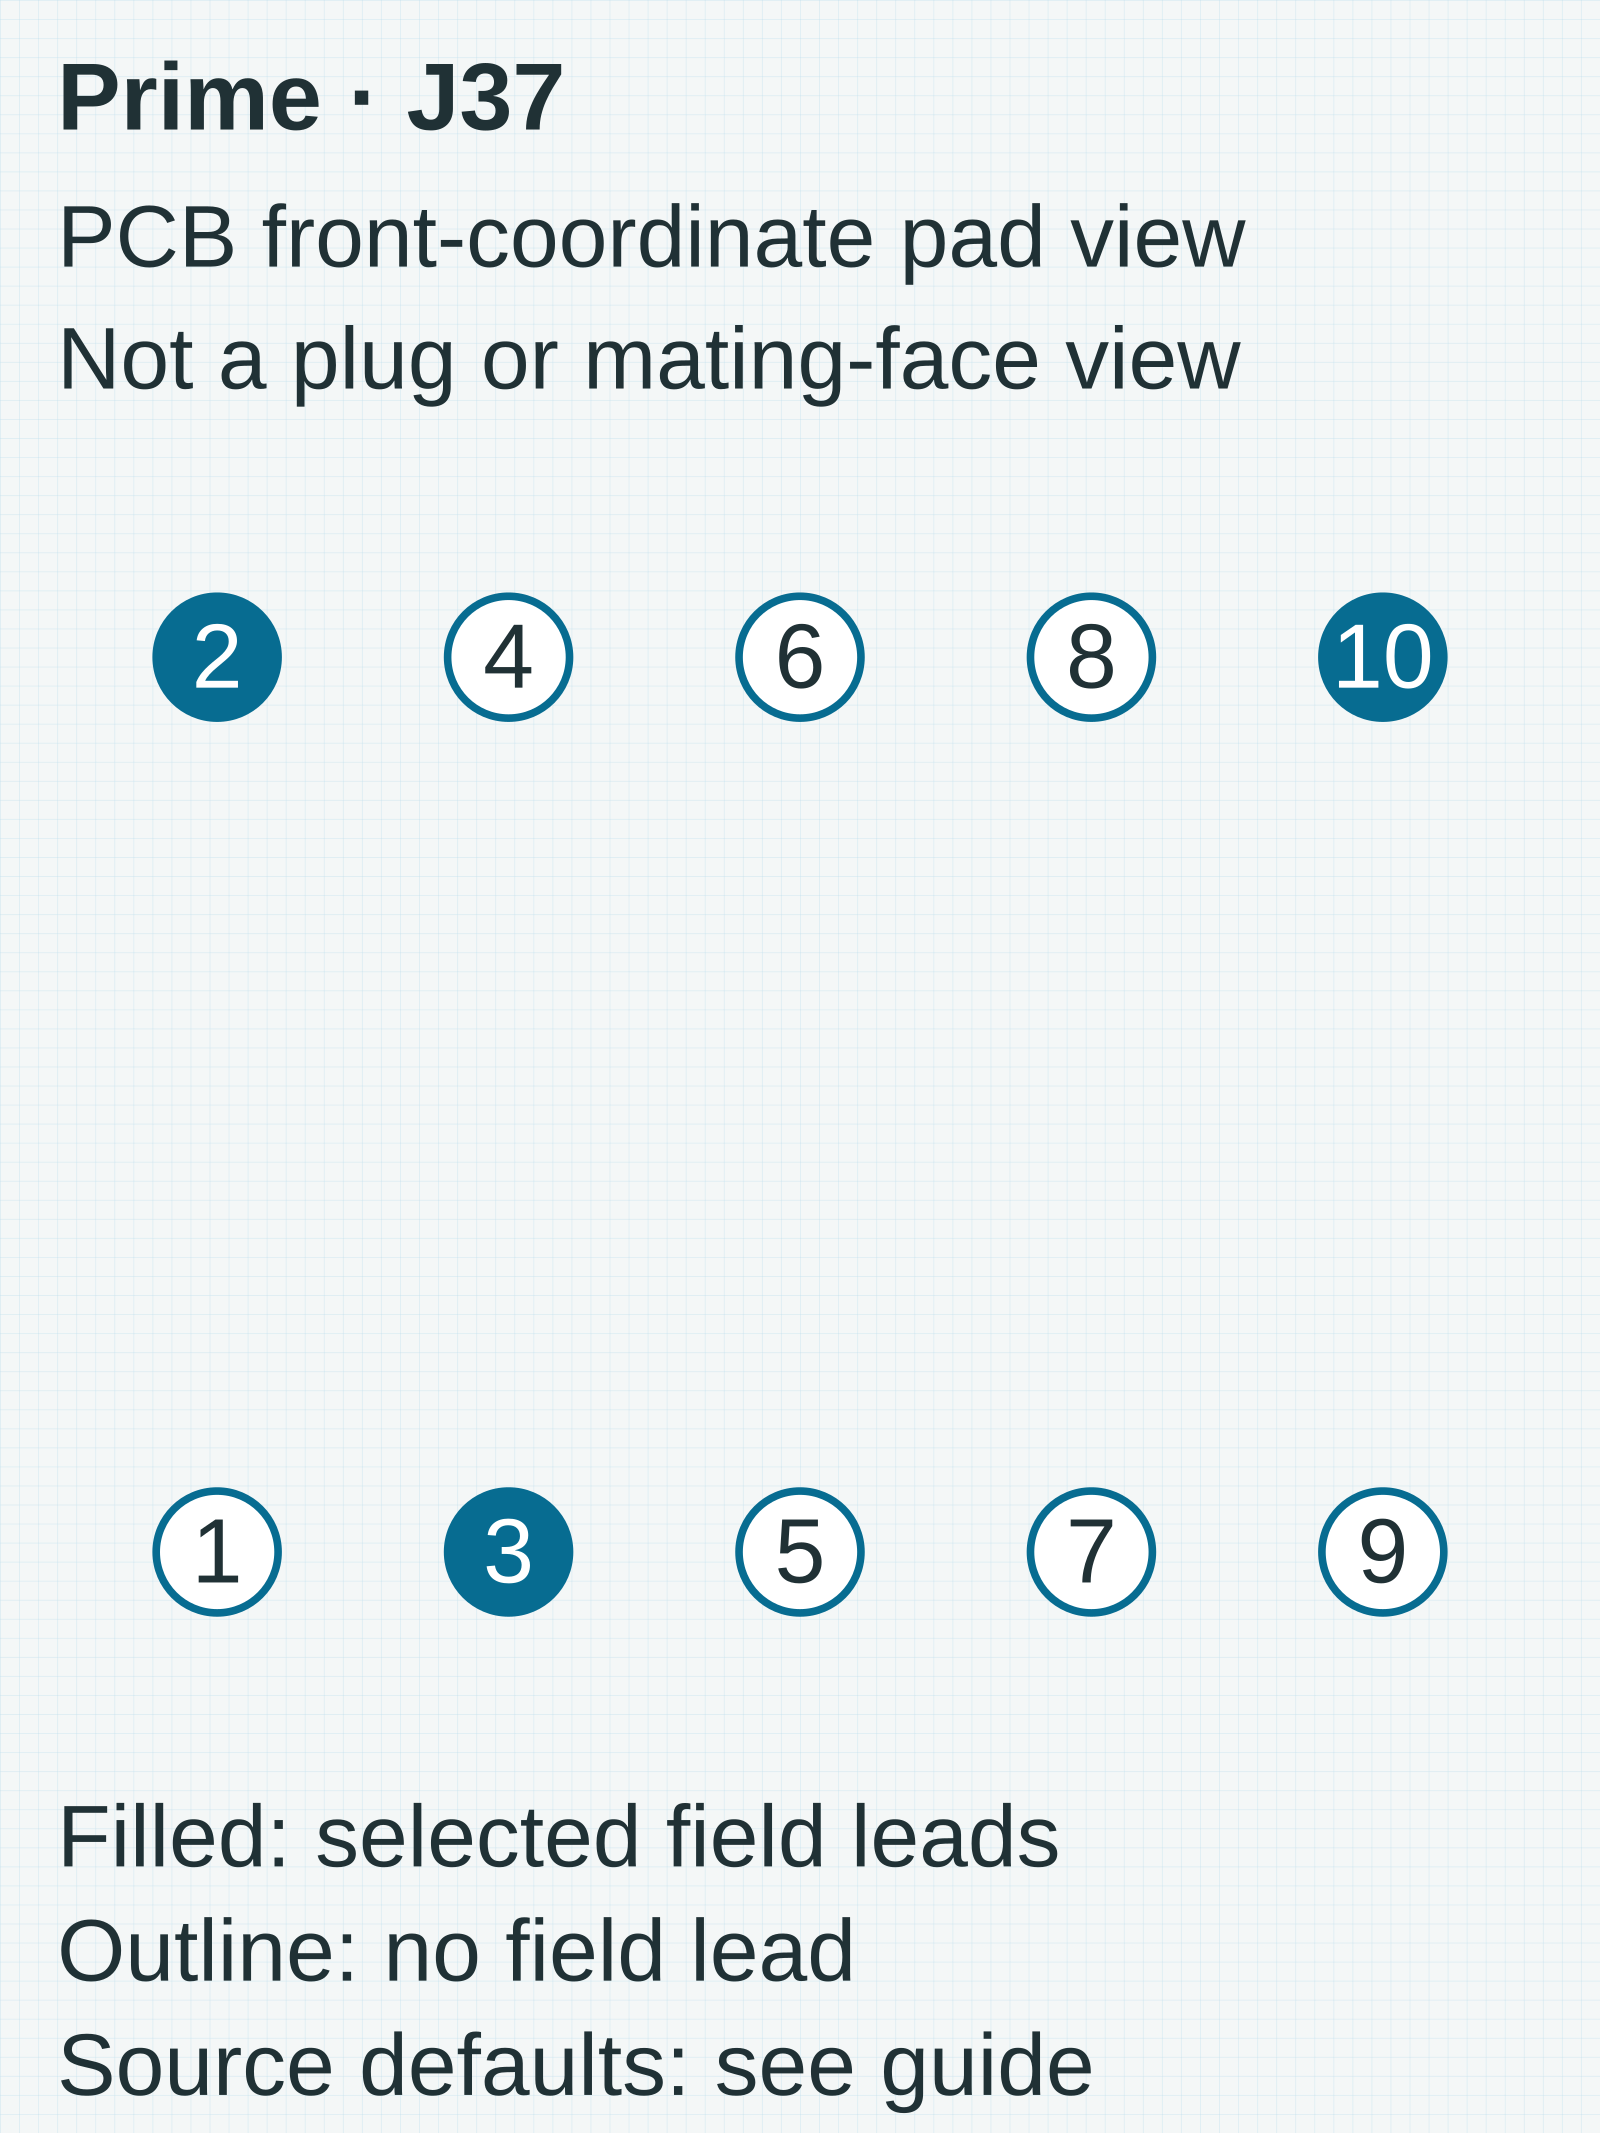 Prime · J37
PCB front-coordinate pad view
Not a plug or mating-face view
2 4 6 8 10
1 3 5 7 9
Filled: selected field leads
Outline: no field lead
Source defaults: see guide